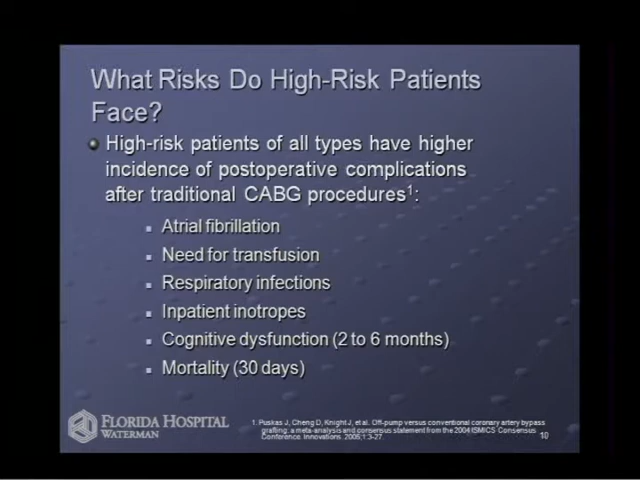 What Risks Do High-Risk Patients
Face?
High-risk patients of all types have higher
incidence of postoperative complications
after traditional CABG procedures1:
Atrial fibrillation
Need for transfusion
Respiratory infections
Inpatient inotropes
Cognitive dysfunction (2 to 6 months)
Mortality (30 days)
FLORIDA HOSPITAL
WATERMAN
1. Puskas J, Cheng D, Knight J, et al. Off-pump versus conventional coronary artery bypass
grafting: a meta-analysis and consensus statement from the 2004 ISMICS Consensus
Conference. Innovations. 2005;1:3-27.
10